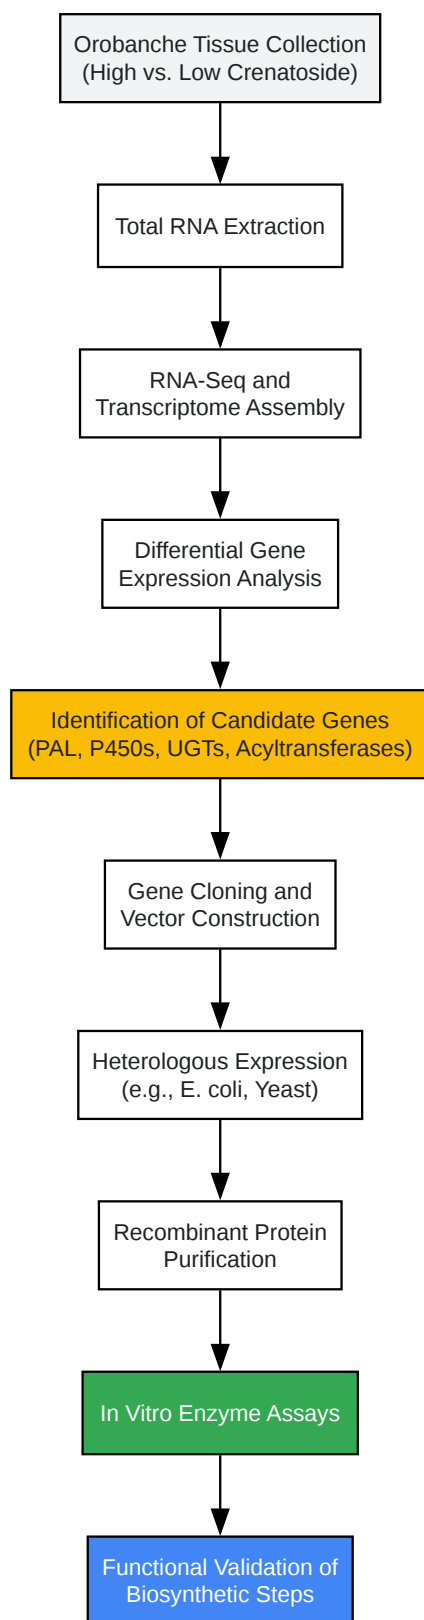 Orobanche Tissue Collection
(High vs. Low Crenatoside)
Total RNA Extraction
RNA-Seq and
Transcriptome Assembly
Differential Gene
Expression Analysis
Identification of Candidate Genes
(PAL, P450s, UGTs, Acyltransferases)
Gene Cloning and
Vector Construction
Heterologous Expression
(e.g., E. coli, Yeast)
Recombinant Protein
Purification
In Vitro Enzyme Assays
Functional Validation of
Biosynthetic Steps